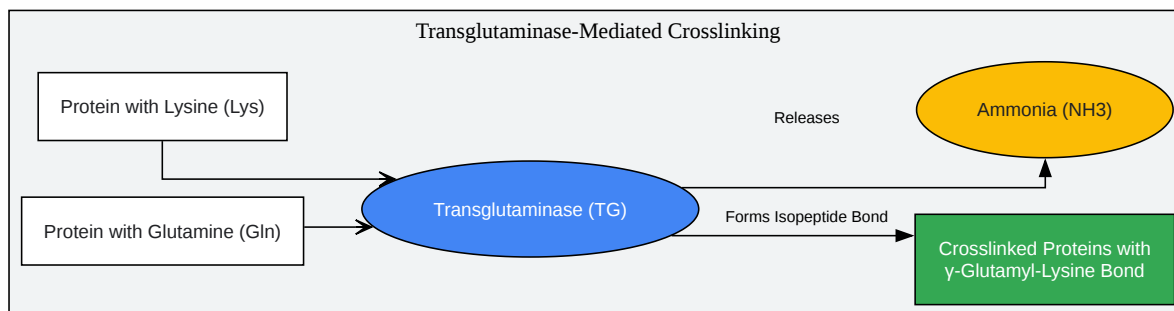 Transglutaminase-Mediated Crosslinking
Protein with Lysine (Lys)
Protein with Glutamine (Gln)
Transglutaminase (TG)
Releases
Ammonia (NH3)
Forms Isopeptide Bond
Crosslinked Proteins with
γ-Glutamyl-Lysine Bond